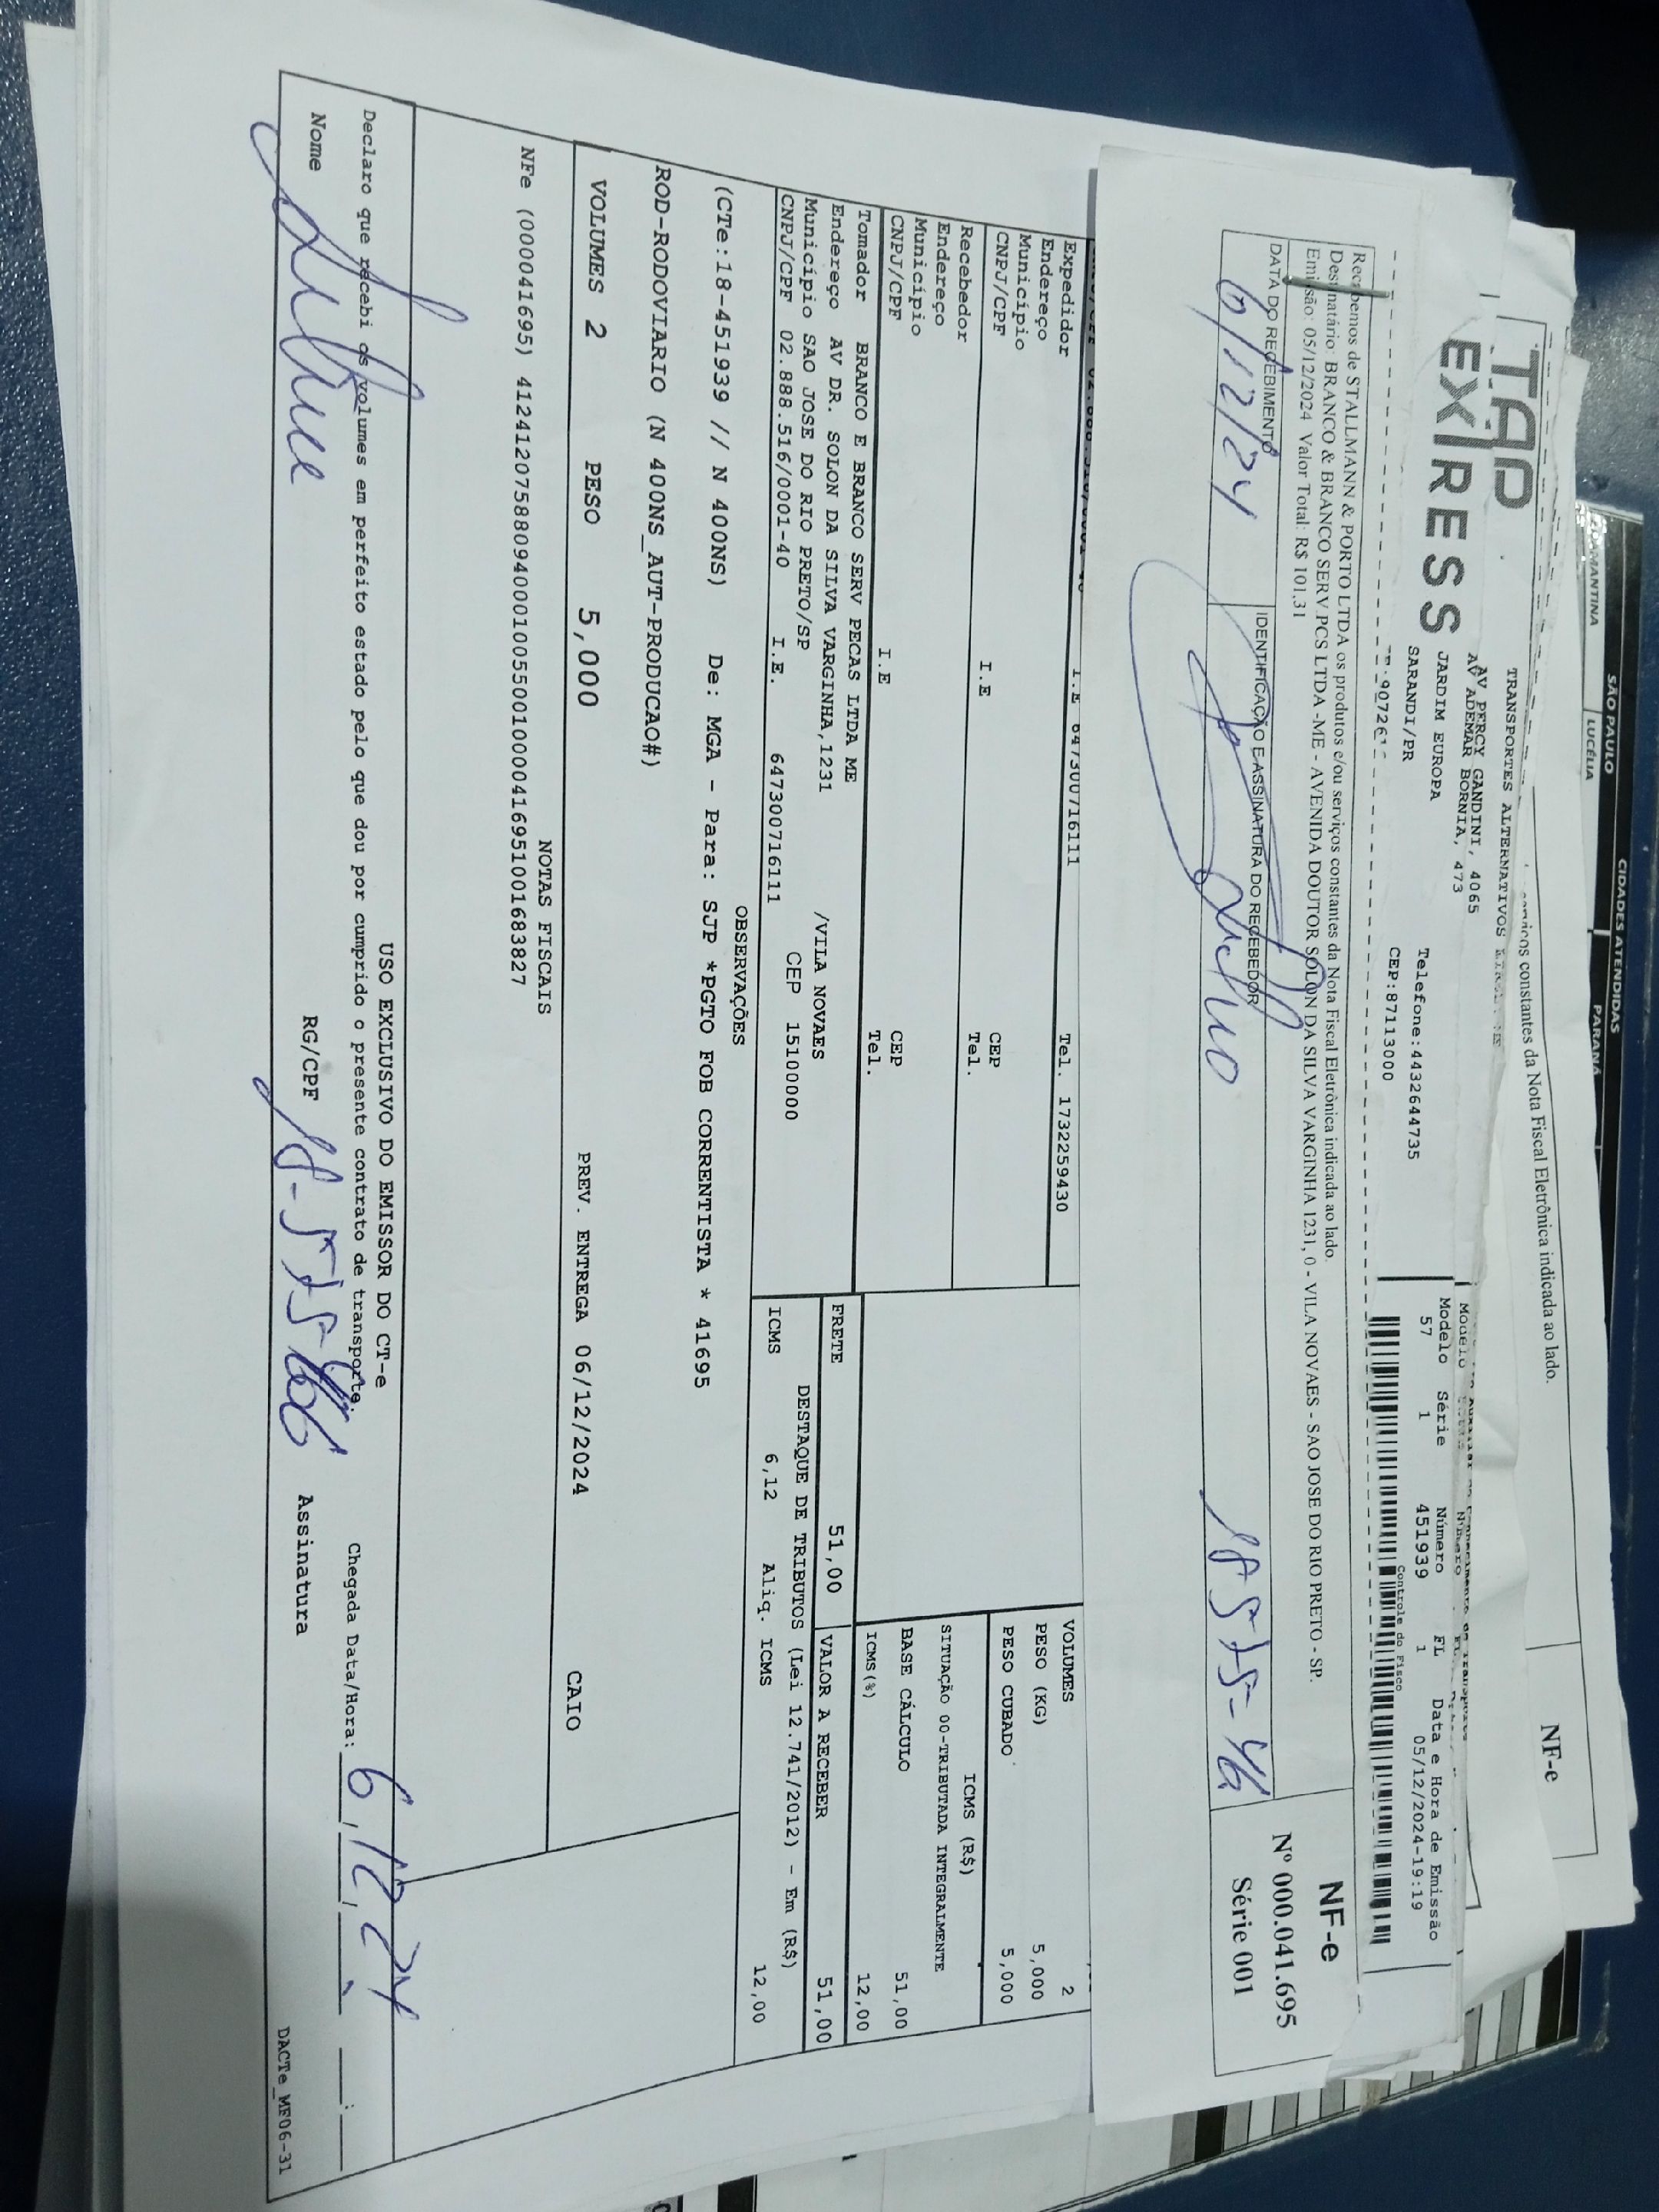 SÃO PAULO
CIDADES ATENDIDAS
PARANÁ
LUCÉLIA
serviços constantes da Nota Fiscal Eletrônica indicada ao lado.
NF-e
TAP
EXPRESS
TRANSPORTES ALTERNATIVOS
AV PERCY GANDINI, 4065
AV ADEMAR BORNIA, 473
JARDIM EUROPA
SARANDI/PR
Telefone:4432644735
CEP:87113000
Modelo Série Número FL Data e Hora de Emissão
57 1 451939 1 05/12/2024-19:19
Controle do Fisco
Recebemos de STALLMANN & PORTO LTDA os produtos e/ou serviços constantes da Nota Fiscal Eletrônica indicada ao lado.
Destinatário: BRANCO & BRANCO SERV PCS LTDA -ME - AVENIDA DOUTOR SOLON DA SILVA VARGINHA 1231, 0 - VILA NOVAES - SAO JOSE DO RIO PRETO - SP.
Emissão: 05/12/2024 Valor Total: R$ 101,31
DATA DO RECEBIMENTO
6/12/24
IDENTIFICAÇÃO E ASSINATURA DO RECEBEDOR
NF-e
Nº 000.041.695
Série 001
I.E 647300716111
Expedidor Tel. 1732259430
Endereço
Município
CNPJ/CPF I.E CEP
Recebedor Tel.
Endereço
Município
CNPJ/CPF I.E CEP
Tomador BRANCO E BRANCO SERV PECAS LTDA ME Tel.
Endereço AV DR. SOLON DA SILVA VARGINHA,1231 /VILA NOVAES
Município SAO JOSE DO RIO PRETO/SP CEP 15100000
CNPJ/CPF 02.888.516/0001-40 I.E. 647300716111
VOLUMES 2
PESO (KG) 5,000
PESO CUBADO 5,000
ICMS (R$)
SITUAÇÃO 00-TRIBUTADA INTEGRALMENTE
BASE CÁLCULO 51,00
ICMS(%) 12,00
FRETE 51,00 VALOR A RECEBER 51,00
DESTAQUE DE TRIBUTOS (Lei 12.741/2012) - Em (R$)
ICMS 6,12 Aliq. ICMS 12,00
OBSERVAÇÕES
(CTe:18-451939 // N 400NS) De: MGA - Para: SJP *PGTO FOB CORRENTISTA * 41695
ROD-RODOVIARIO (N 400NS_AUT-PRODUCAO#)
VOLUMES 2 PESO 5,000 PREV. ENTREGA 06/12/2024 CAIO
NOTAS FISCAIS
NFe (000041695) 41241207588094000100550010000416951001683827
USO EXCLUSIVO DO EMISSOR DO CT-e
Declaro que recebi os volumes em perfeito estado pelo que dou por cumprido o presente contrato de transporte.
Chegada Data/Hora: 6/12/24
Nome RG/CPF Assinatura
DACTe_MF06-31